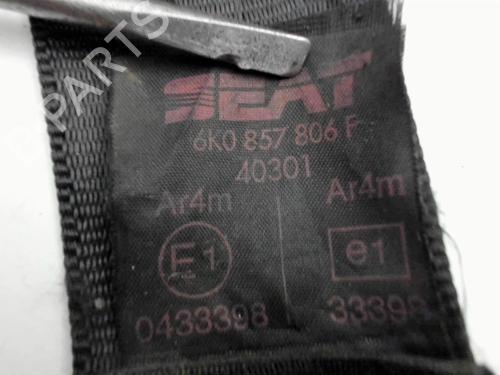 SEAT
6K0 857 806 F
40301
Ar4m Ar4m
E1 e1
0433398 33398
B-PARTS